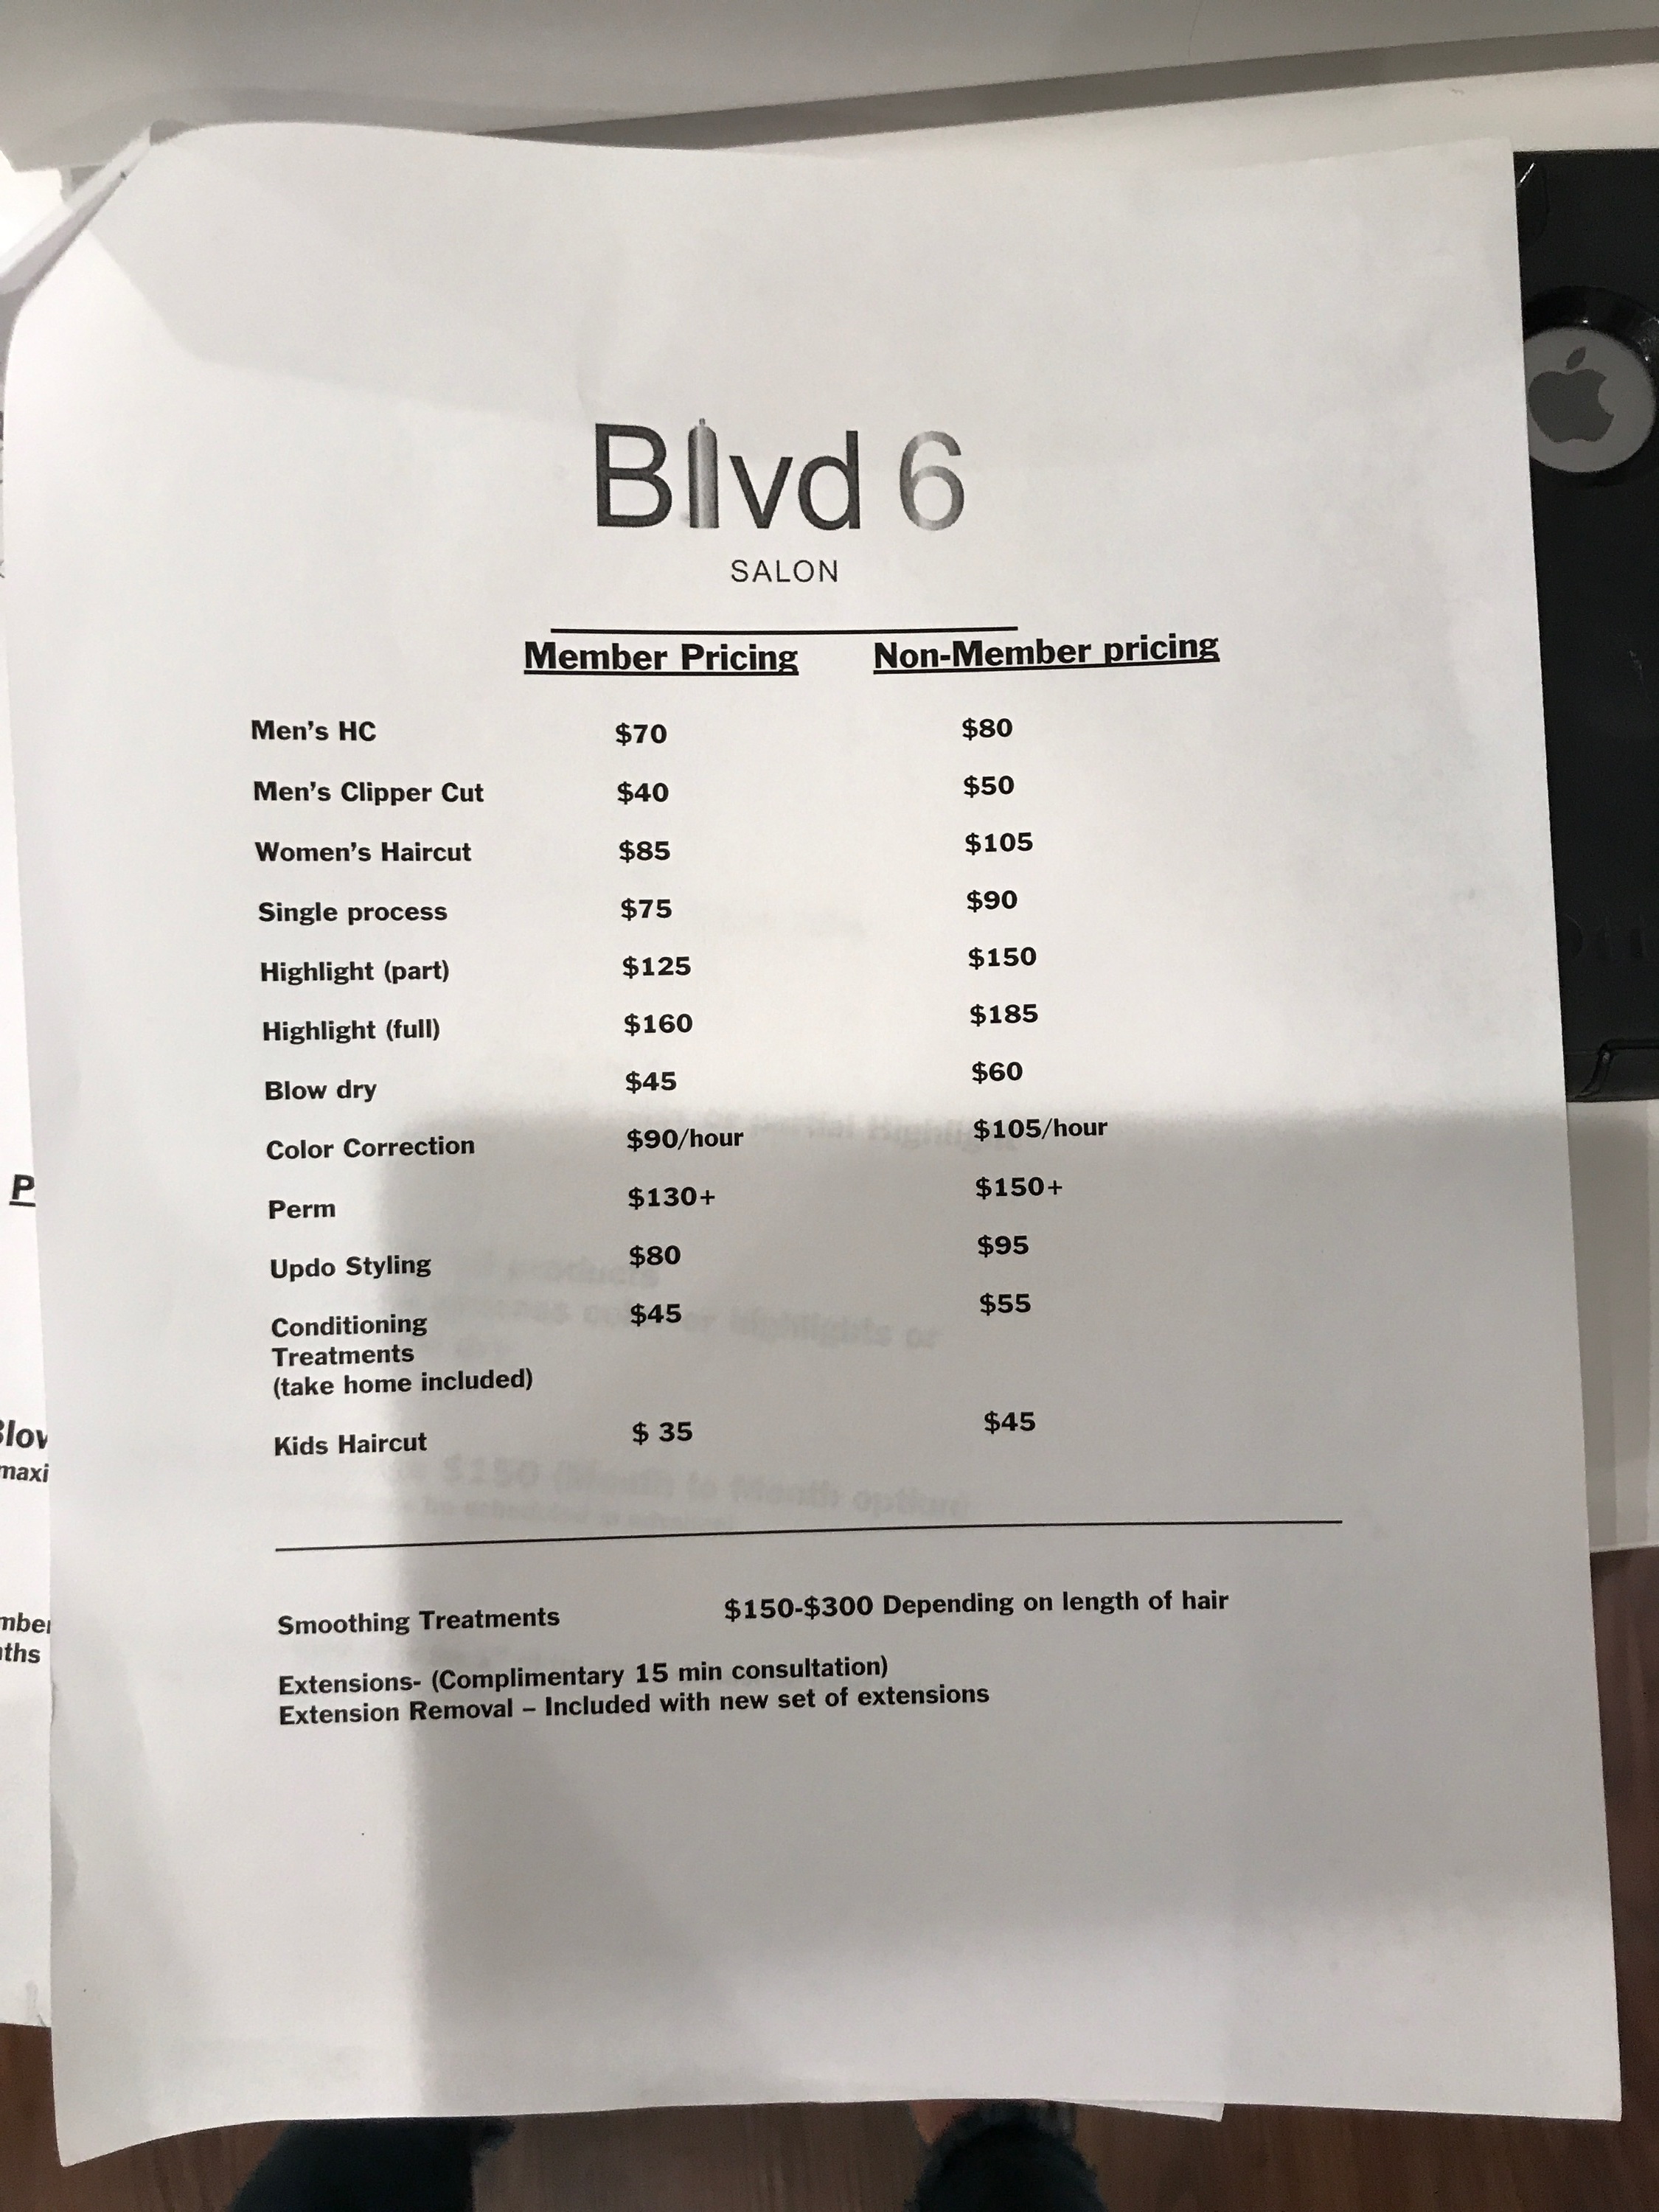 Blvd 6
SALON
Member Pricing Non-Member pricing
Men's HC $70 $80
Men's Clipper Cut $40 $50
Women's Haircut $85 $105
Single process $75 $90
Highlight (part) $125 $150
Highlight (full) $160 $185
Blow dry $45 $60
Color Correction $90/hour $105/hour
Perm $130+ $150+
Updo Styling $80 $95
Conditioning $45 $55
Treatments
(take home included)
Kids Haircut $ 35 $45
Smoothing Treatments $150-$300 Depending on length of hair
Extensions- (Complimentary 15 min consultation)
Extension Removal – Included with new set of extensions